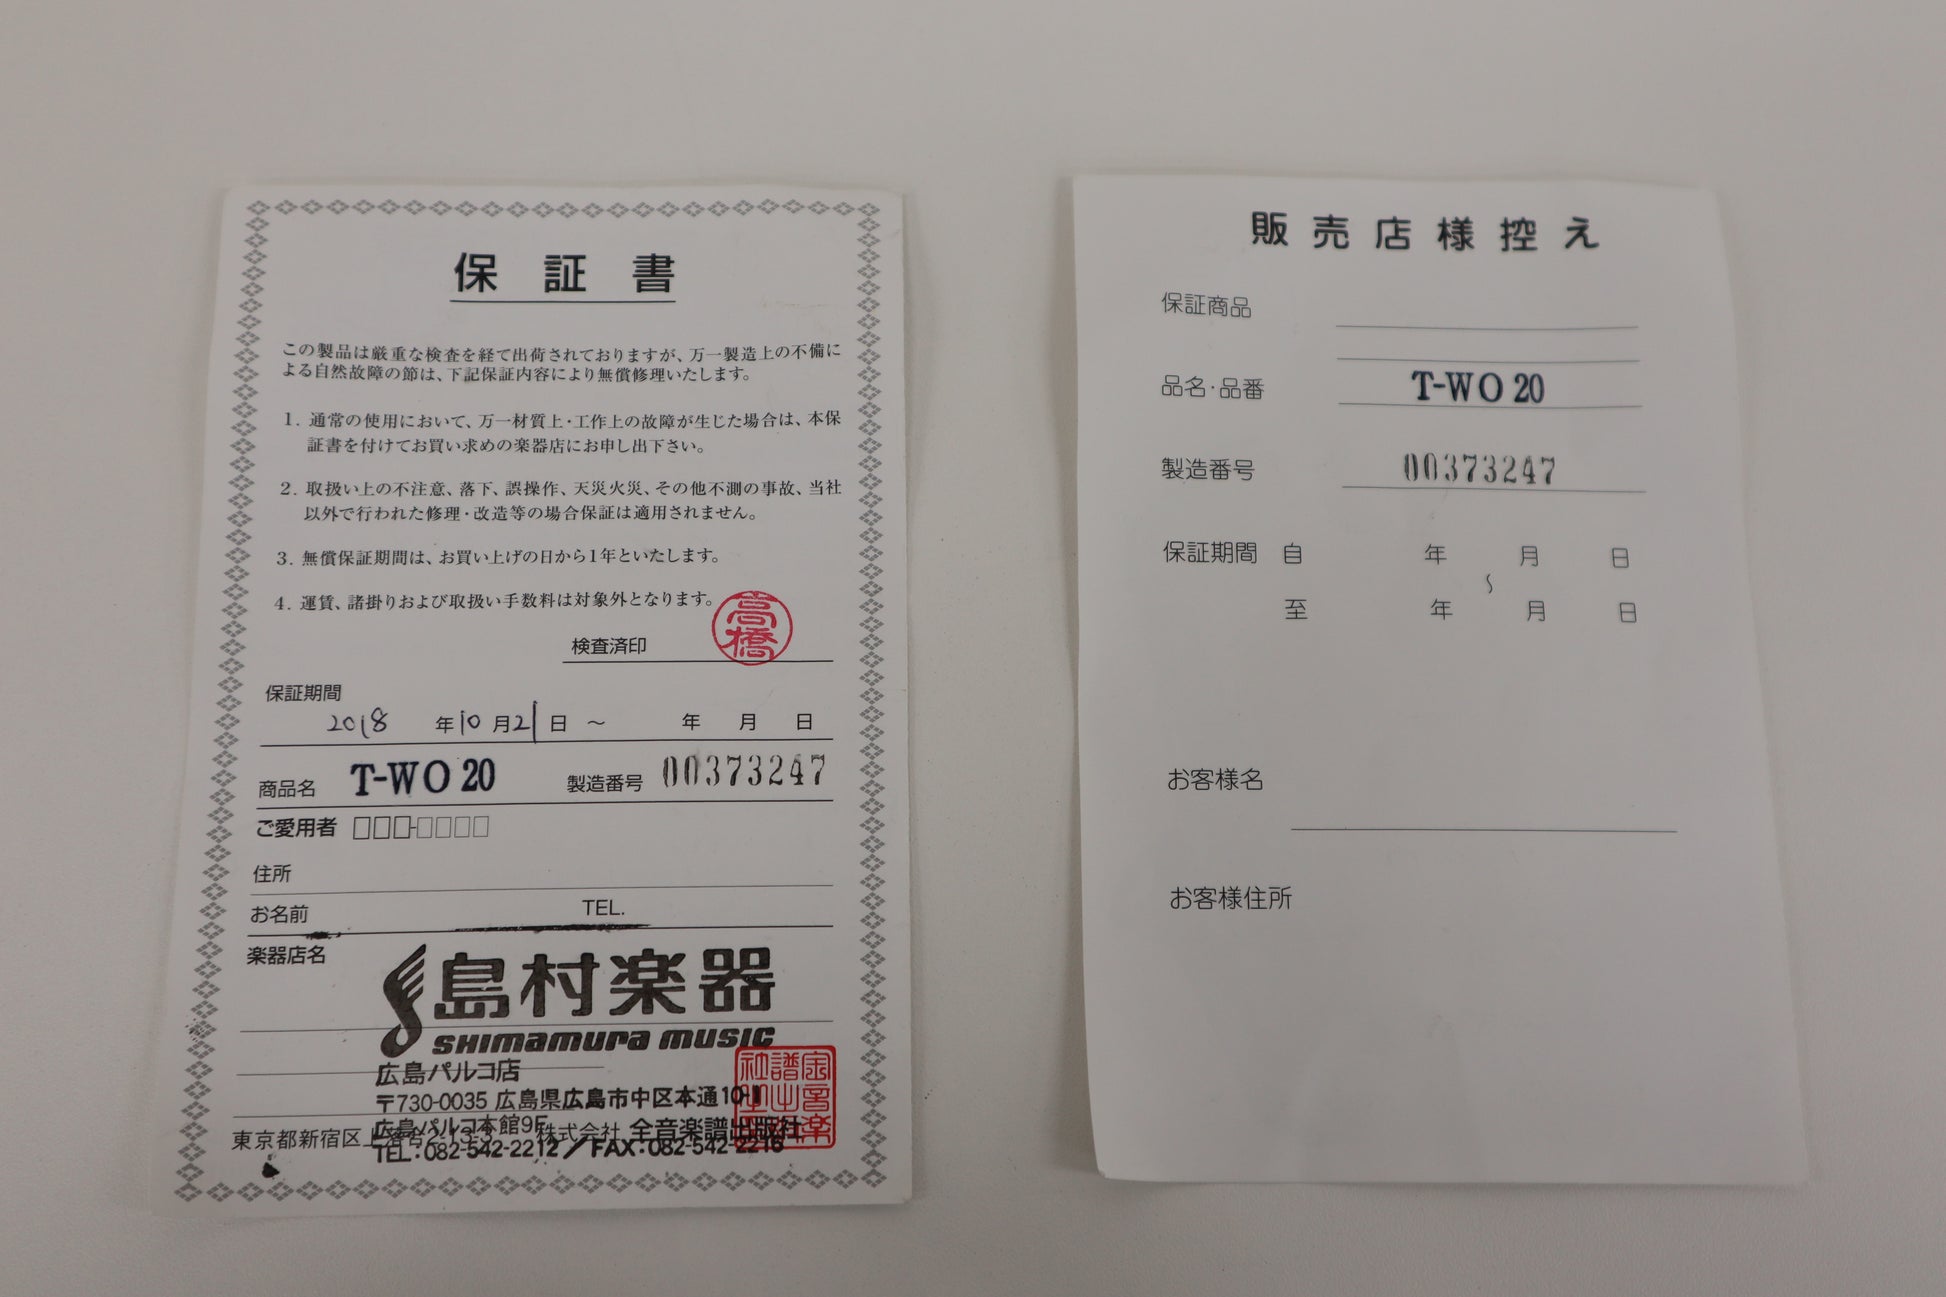 保証書
この製品は厳重な検査を経て出荷されておりますが、万一製造上の不備に
よる自然故障の節は、下記保証内容により無償修理いたします。
1. 通常の使用において、万一材質上・工作上の故障が生じた場合は、本保
証書を付けてお買い求めの楽器店にお申し出下さい。
2. 取扱い上の不注意、落下、誤操作、天災火災、その他不測の事故、当社
以外で行われた修理・改造等の場合保証は適用されません。
3. 無償保証期間は、お買い上げの日から1年といたします。
4. 運賃、諸掛りおよび取扱い手数料は対象外となります。
検査済印 高橋
保証期間
2018 年 10 月 21 日 ～ 年 月 日
商品名 T-WO 20 製造番号 00373247
ご愛用者 □□□-□□□□
住所
お名前 TEL.
楽器店名
島村楽器
SHIMAMURA MUSIC
広島パルコ店
〒730-0035 広島県広島市中区本通10-1
広島パルコ本館9F
東京都新宿区上落合2-13-3 株式会社 全音楽譜出版社
TEL:082-542-2212/FAX:082-542-2216
販売店様控え
保証商品
品名・品番 T-WO 20
製造番号 00373247
保証期間 自 年 月 日
～
至 年 月 日
お客様名
お客様住所